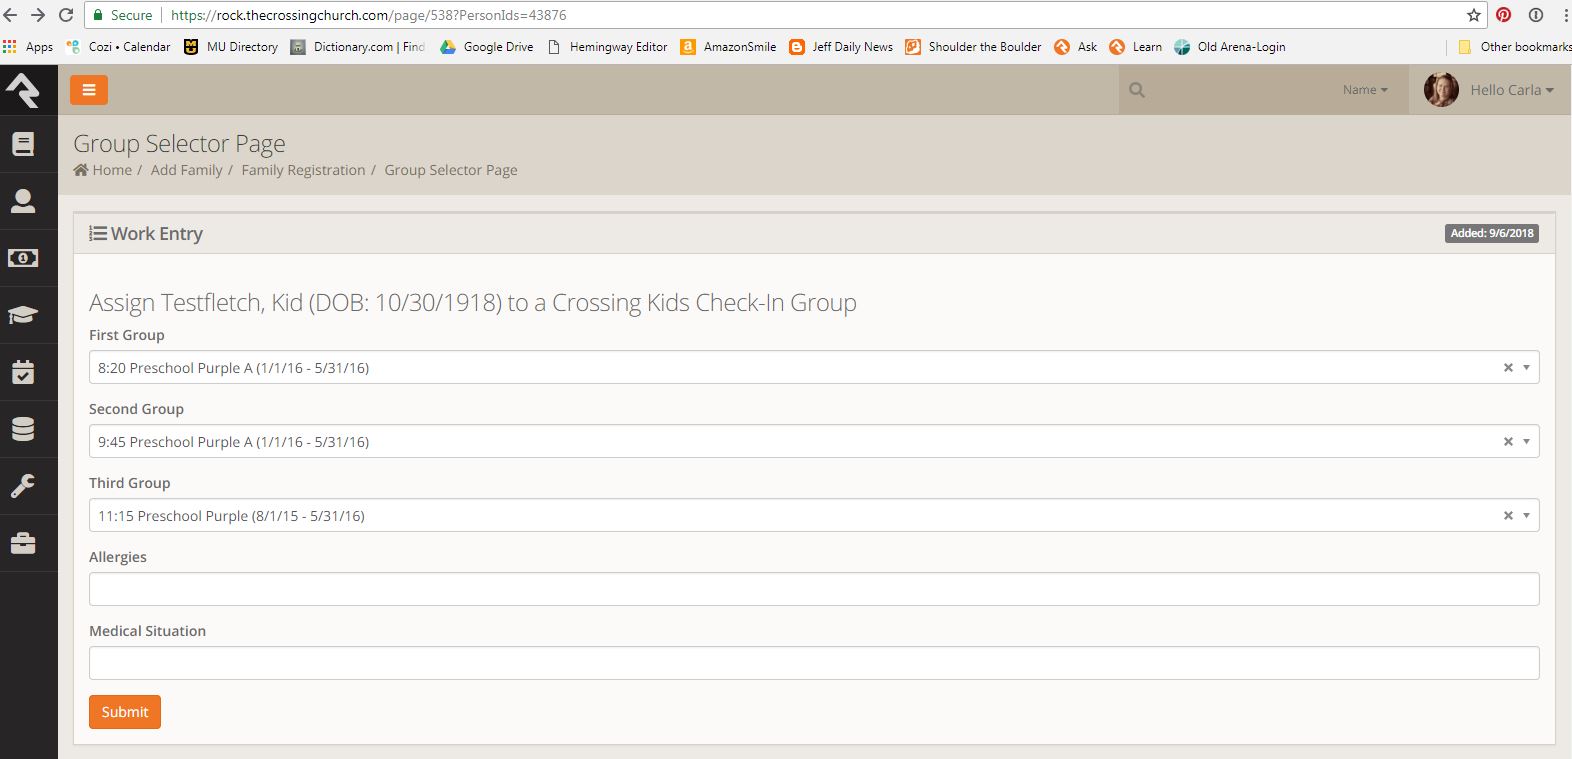 Secure https://rock.thecrossingchurch.com/page/538?PersonIds=43876
Apps Cozi • Calendar MU Directory Dictionary.com | Find Google Drive Hemingway Editor AmazonSmile Jeff Daily News Shoulder the Boulder Ask Learn Old Arena-Login Other bookmarks
Name Hello Carla
Group Selector Page
Home / Add Family / Family Registration / Group Selector Page
Work Entry Added: 9/6/2018
Assign Testfletch, Kid (DOB: 10/30/1918) to a Crossing Kids Check-In Group
First Group
8:20 Preschool Purple A (1/1/16 - 5/31/16)
Second Group
9:45 Preschool Purple A (1/1/16 - 5/31/16)
Third Group
11:15 Preschool Purple (8/1/15 - 5/31/16)
Allergies
Medical Situation
Submit